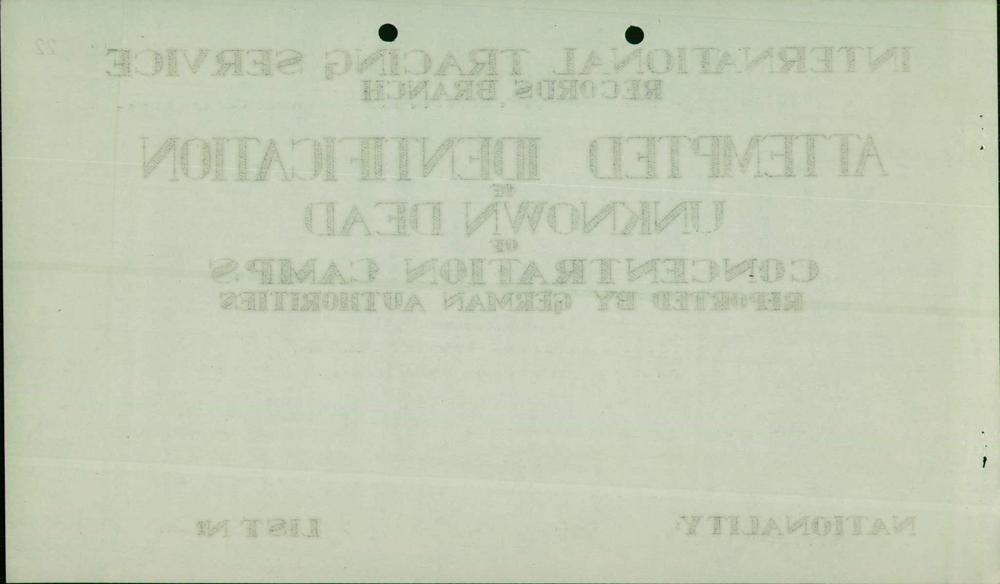 22
INTERNATIONAL TRACING SERVICE
RECORDS BRANCH
ATTEMPTED IDENTIFICATION
OF
UNKNOWN DEAD
OF
CONCENTRATION CAMPS
REPORTED BY GERMAN AUTHORITIES
NATIONALITY: LIST No